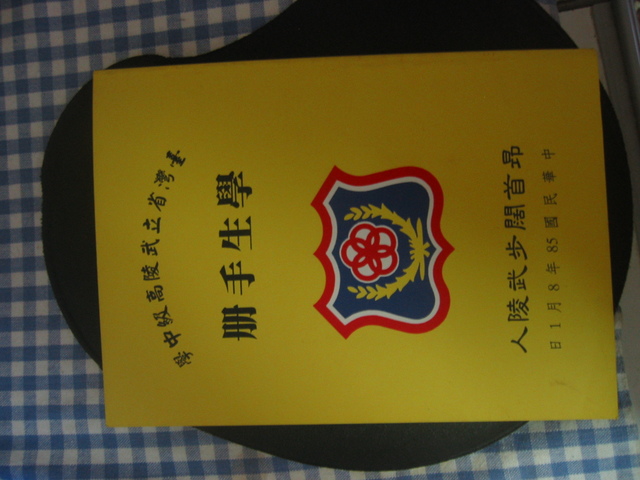 臺灣省立武陵高級中學
學生手冊
昂首闊步武陵人
中華民國85年8月1日